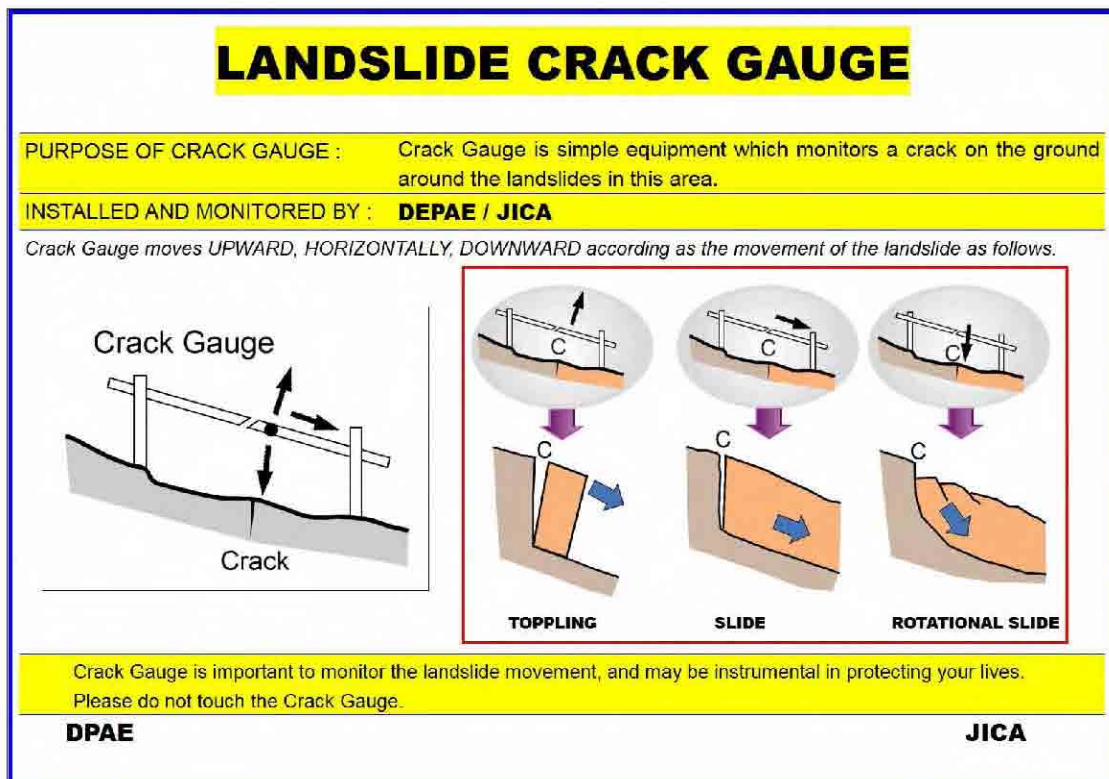 LANDSLIDE CRACK GAUGE
PURPOSE OF CRACK GAUGE : Crack Gauge is simple equipment which monitors a crack on the ground
around the landslides in this area.
INSTALLED AND MONITORED BY : DEPAE / JICA
Crack Gauge moves UPWARD, HORIZONTALLY, DOWNWARD according as the movement of the landslide as follows.
Crack Gauge
Crack
C
C
C
C
C
C
TOPPLING
SLIDE
ROTATIONAL SLIDE
Crack Gauge is important to monitor the landslide movement, and may be instrumental in protecting your lives.
Please do not touch the Crack Gauge.
DPAE
JICA